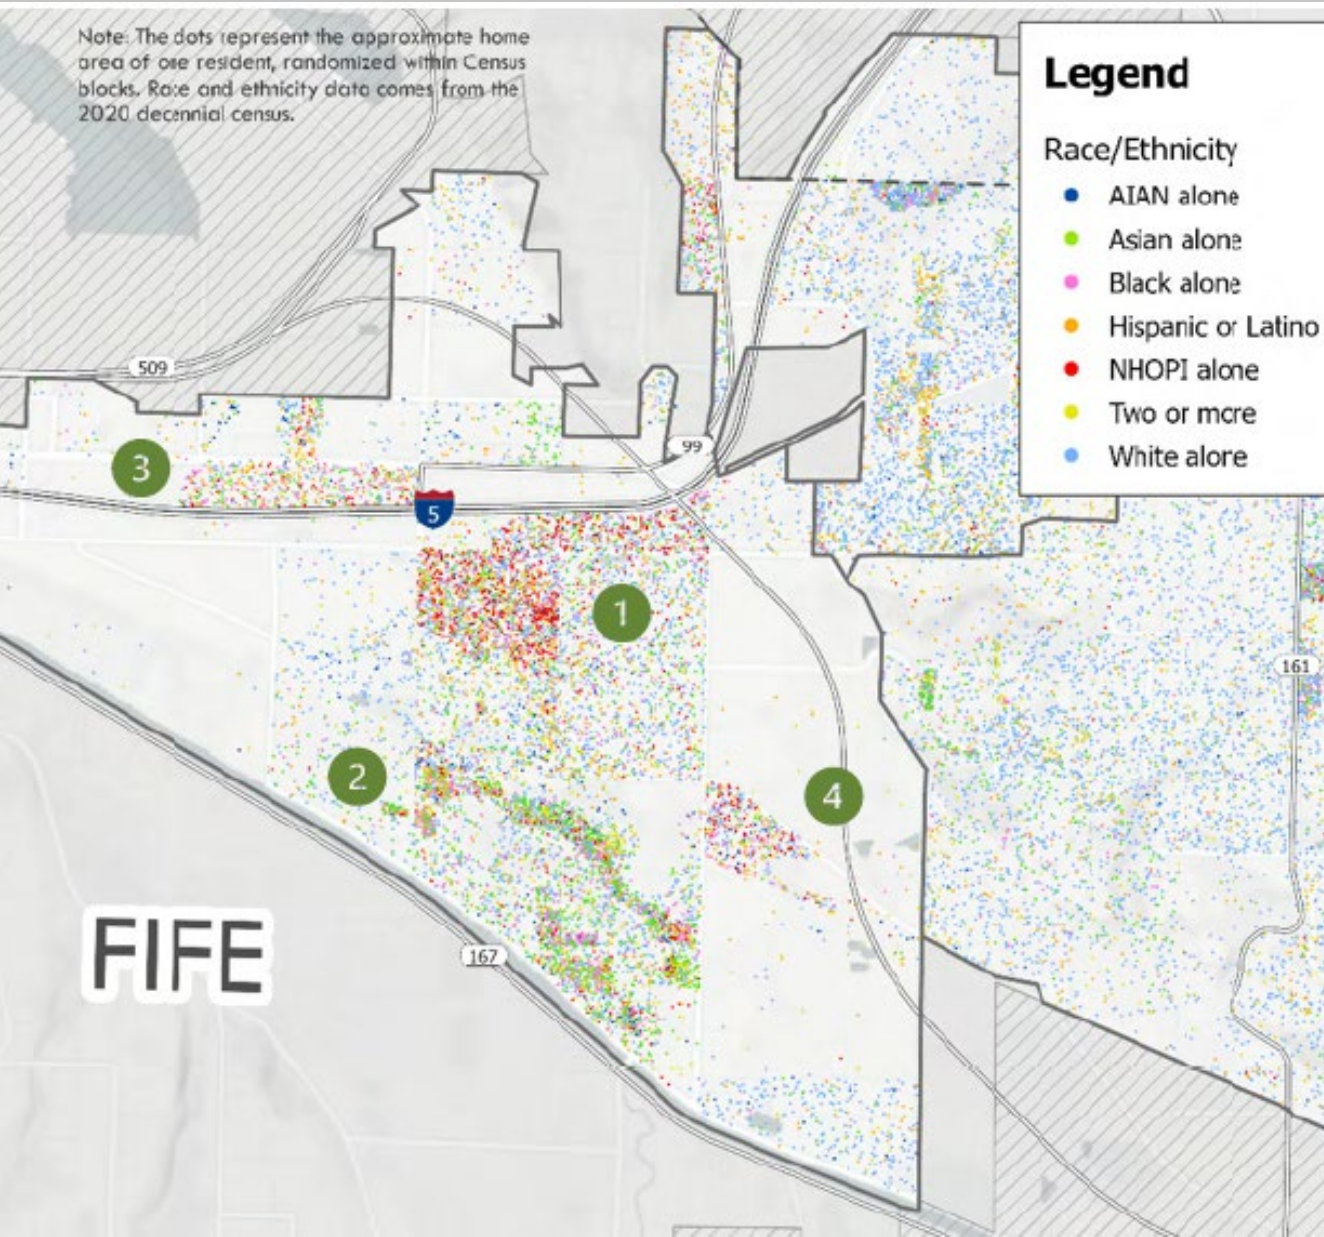 Note: The dots represent the approximate home
area of one resident, randomized within Census
blocks. Race and ethnicity data comes from the
2020 decennial census.
Legend
Race/Ethnicity
AIAN alone
Asian alone
Black alone
Hispanic or Latino
NHOPI alone
Two or more
White alone
509
99
3
5
1
161
2
4
FIFE
167